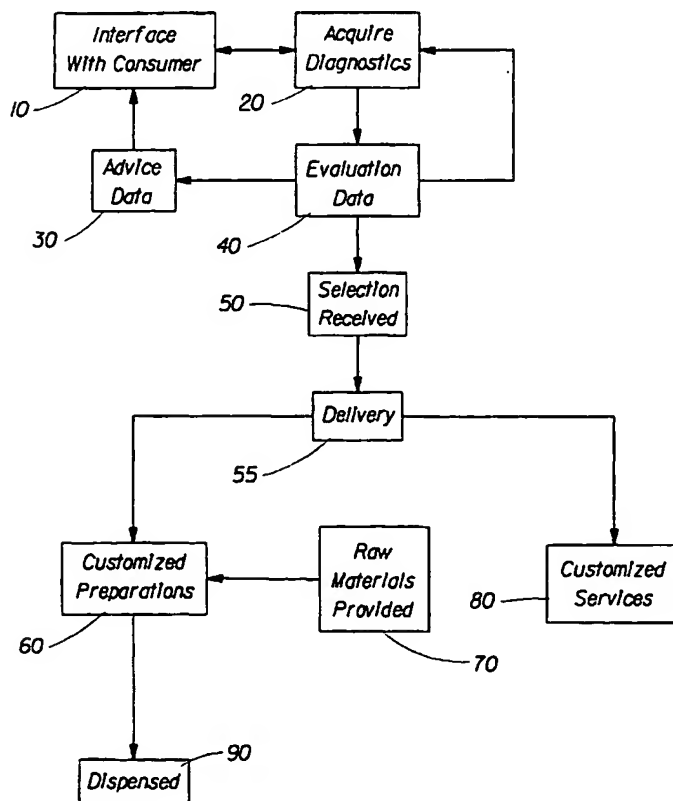 Interface
With Consumer
10
Acquire
Diagnostics
20
Advice
Data
30
Evaluation
Data
40
Selection
Received
50
Delivery
55
Customized
Preparations
60
Raw
Materials
Provided
70
Customized
Services
80
Dispensed
90